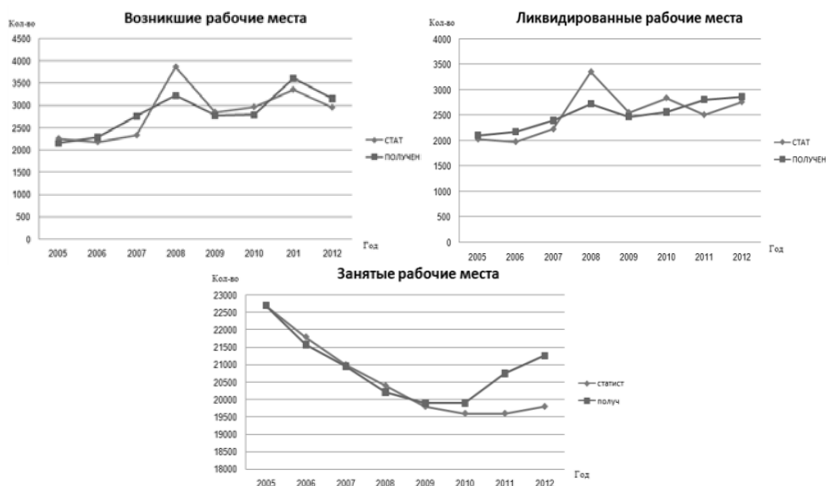 Возникшие рабочие места
Кол-во
4500
4000
3500
3000
2500
2000
1500
1000
500
0
2005 2006 2007 2008 2009 2010 201 2012
Год
СТАТ
ПОЛУЧЕН
Ликвидированные рабочие места
Кол-во
4000
3500
3000
2500
2000
1500
1000
500
0
2005 2006 2007 2008 2009 2010 2011 2012
Год
СТАТ
ПОЛУЧЕН
Занятые рабочие места
Кол-во
23000
22000
21000
20500
20000
19500
19000
18500
18000
2005 2006 2007 2008 2009 2010 2011 2012
Год
статист
получ